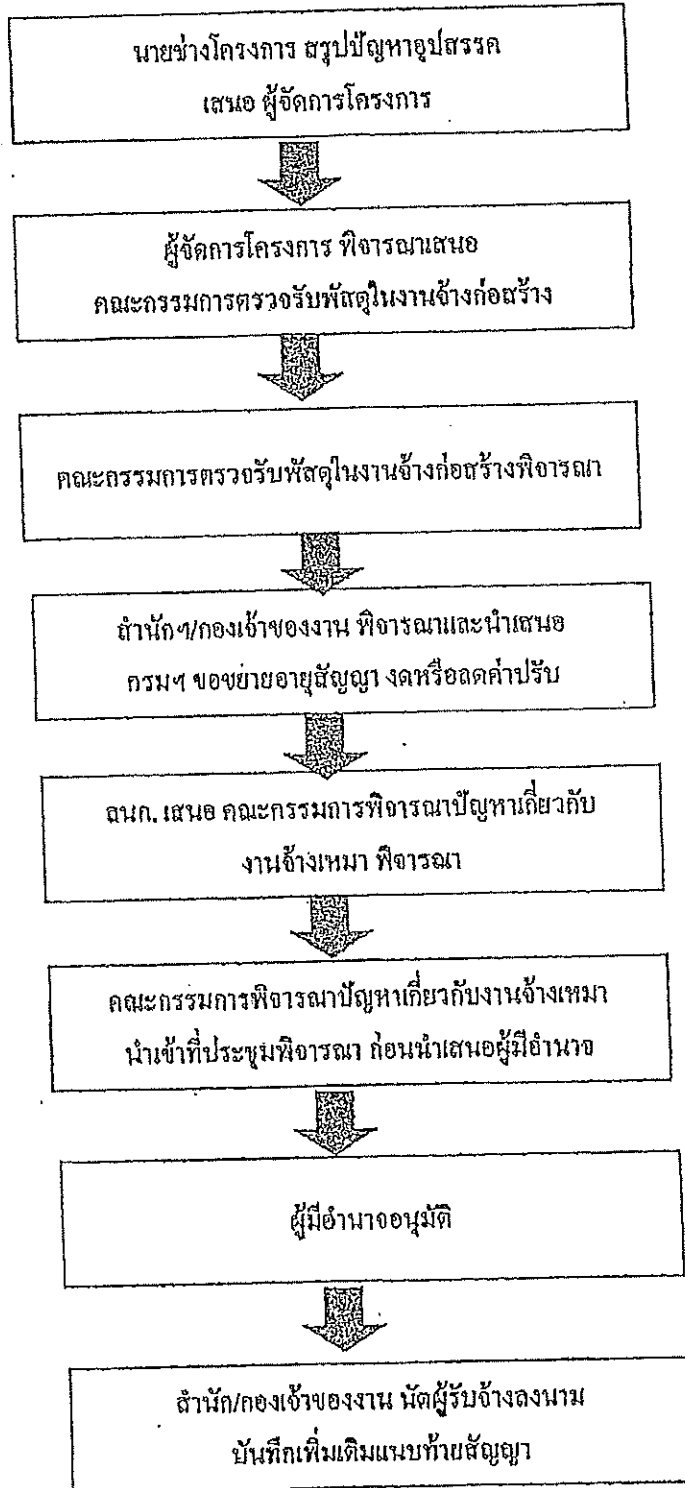 นายช่างโครงการ สรุปปัญหาอุปสรรค
เสนอ ผู้จัดการโครงการ
ผู้จัดการโครงการ พิจารณาเสนอ
คณะกรรมการตรวจรับพัสดุในงานจ้างก่อสร้าง
คณะกรรมการตรวจรับพัสดุในงานจ้างก่อสร้างพิจารณา
สำนักฯ/กองเจ้าของงาน พิจารณาและนำเสนอ
กรมฯ ขอขยายอายุสัญญา งดหรือลดค่าปรับ
ลนก. เสนอ คณะกรรมการพิจารณาปัญหาเกี่ยวกับ
งานจ้างเหมา พิจารณา
คณะกรรมการพิจารณาปัญหาเกี่ยวกับงานจ้างเหมา
นำเข้าที่ประชุมพิจารณา ก่อนนำเสนอผู้มีอำนาจ
ผู้มีอำนาจอนุมัติ
สำนัก/กองเจ้าของงาน นัดผู้รับจ้างลงนาม
บันทึกเพิ่มเติมแนบท้ายสัญญา